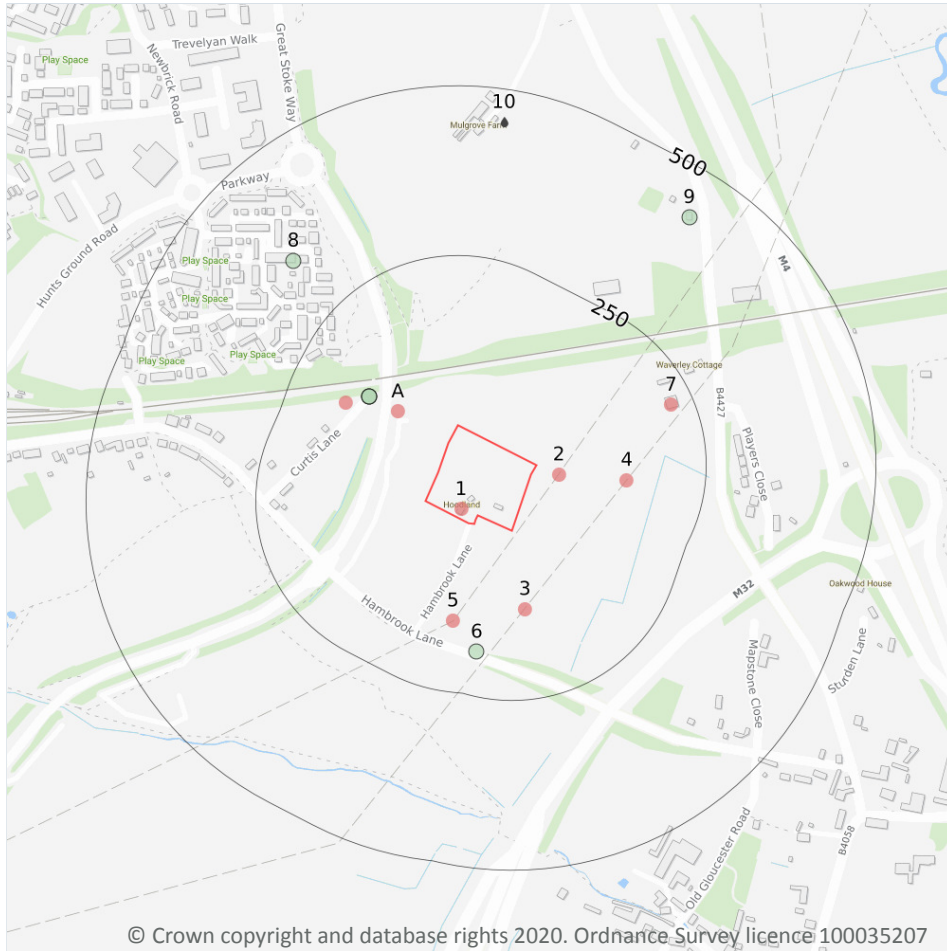 Trevelyan Walk
Play Space
Newbrick Road
Great Stoke Way
10
Mulgrove Farm
500
Parkway
9
Hunts Ground Road
8
Play Space
M4
Play Space
250
Play Space
Play Space
Waverley Cottage
7
A
B4427
Curtis Lane
Players Close
2
4
1
Hambrook Lane
M32
Oakwood House
3
5
Hambrook Lane
6
Mapstone Close
Sturden Lane
Old Gloucester Road
B4058
© Crown copyright and database rights 2020. Ordnance Survey licence 100035207